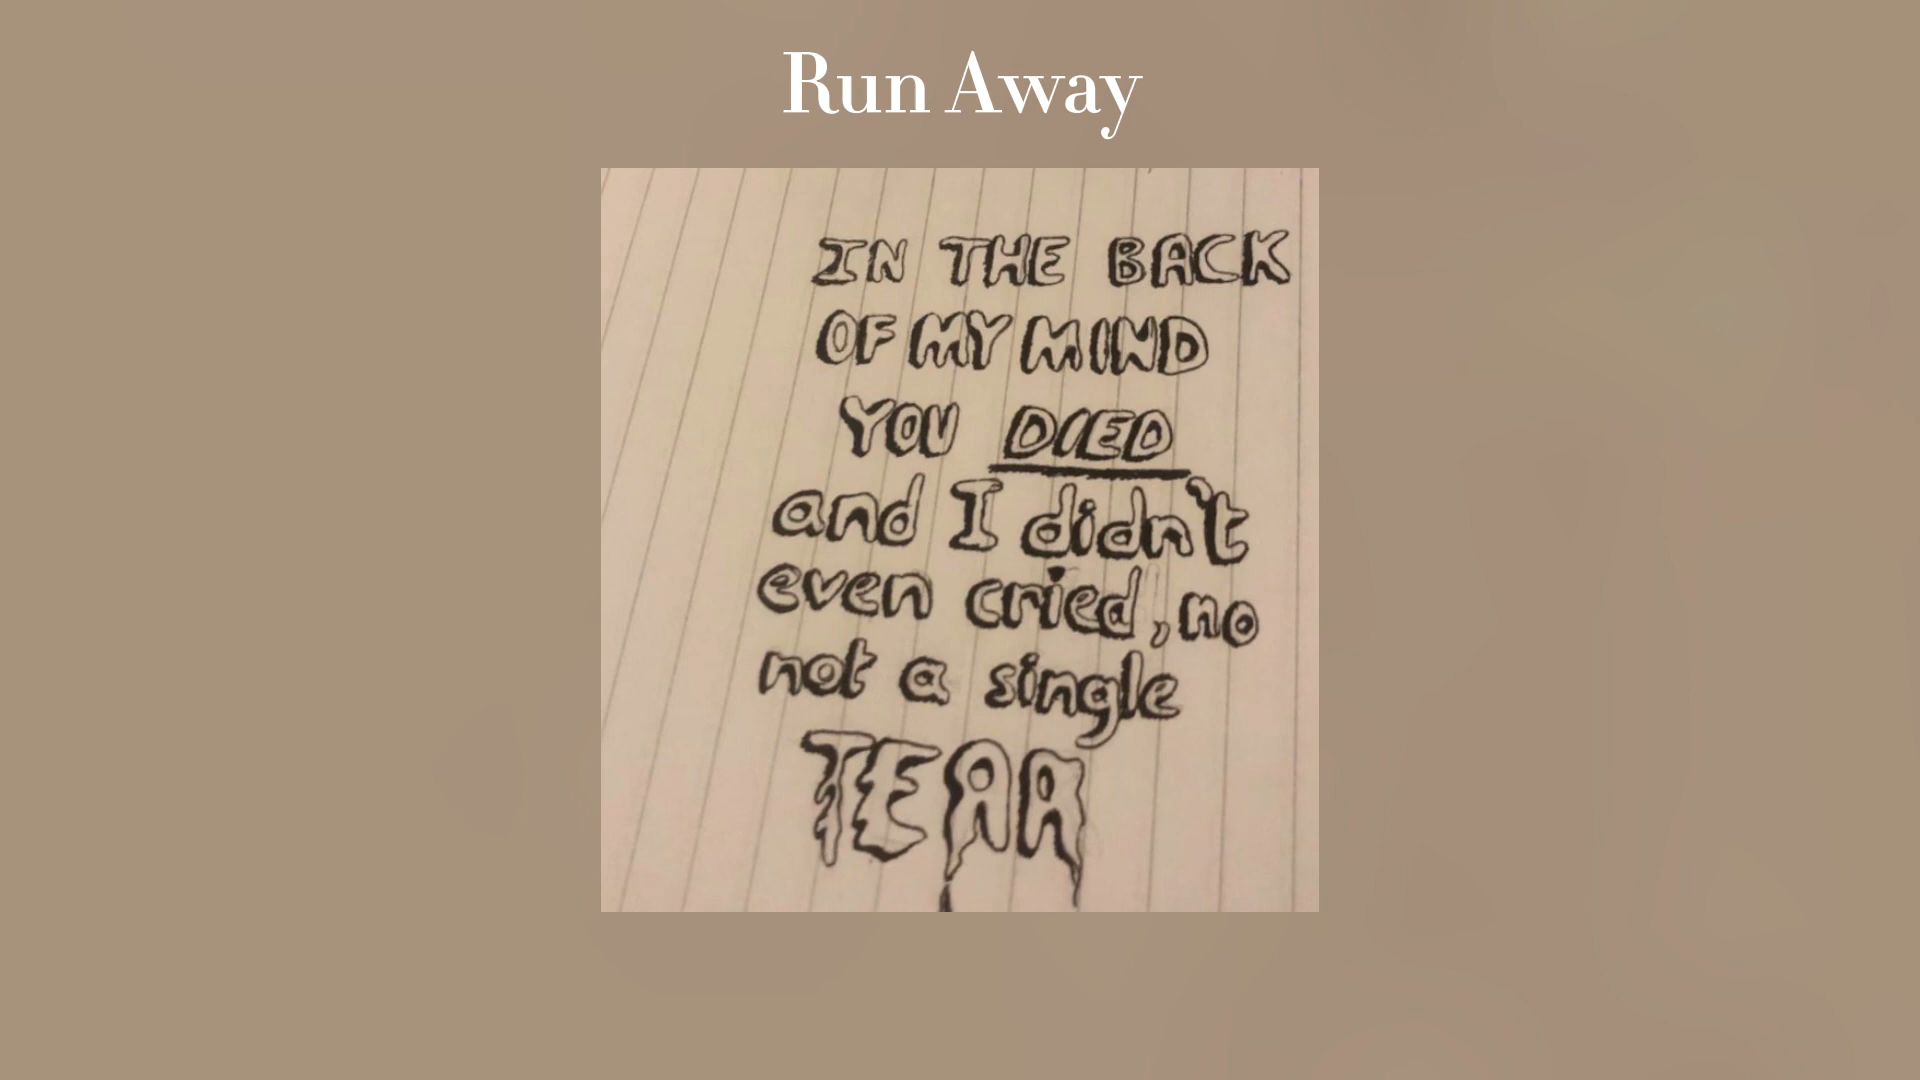 Run Away
IN THE BACK
OF MY MIND
YOU DIED
and I didn't
even cried, no
not a single
TEAR